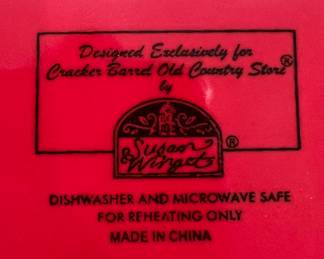 Designed Exclusively for
Cracker Barrel Old Country Store®
by
Susan
Winget ®
DISHWASHER AND MICROWAVE SAFE
FOR REHEATING ONLY
MADE IN CHINA